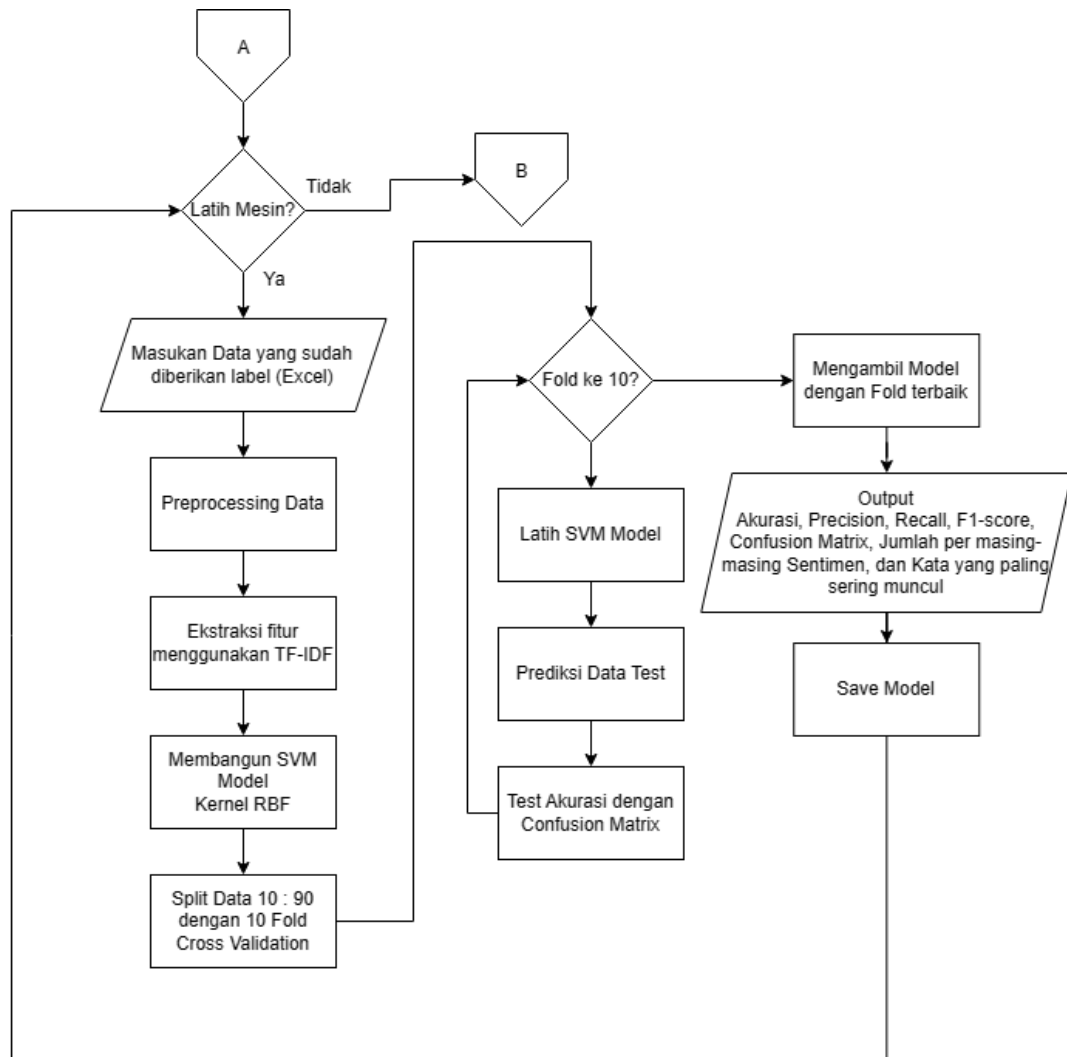 A
Latih Mesin?
Tidak
B
Ya
Masukan Data yang sudah
diberikan label (Excel)
Preprocessing Data
Ekstraksi fitur
menggunakan TF-IDF
Membangun SVM
Model
Kernel RBF
Split Data 10 : 90
dengan 10 Fold
Cross Validation
Fold ke 10?
Latih SVM Model
Prediksi Data Test
Test Akurasi dengan
Confusion Matrix
Mengambil Model
dengan Fold terbaik
Output
Akurasi, Precision, Recall, F1-score,
Confusion Matrix, Jumlah per masing-
masing Sentimen, dan Kata yang paling
sering muncul
Save Model